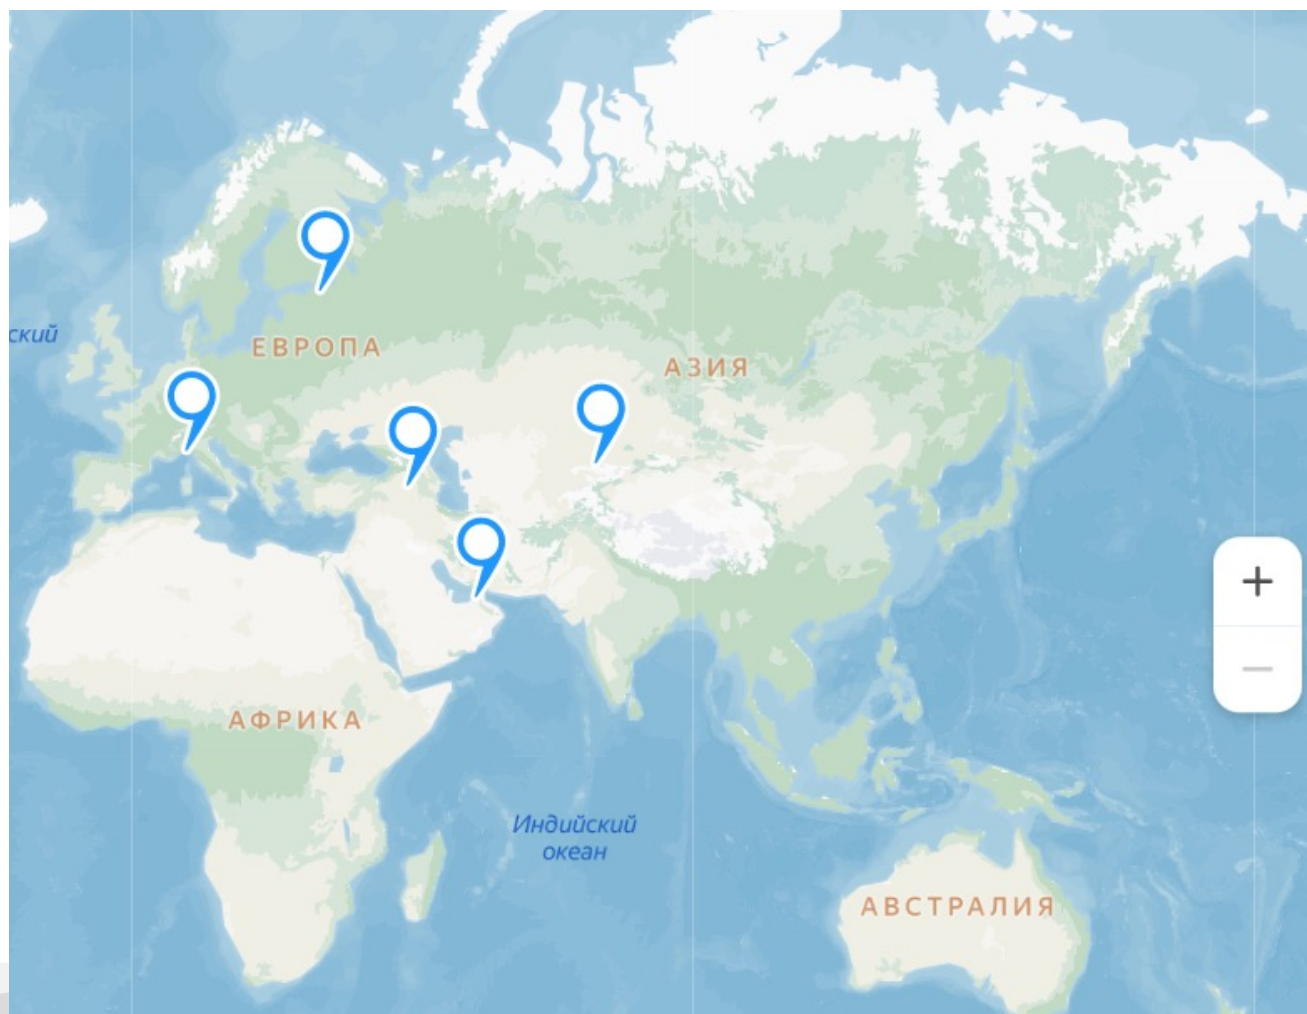 ский
ЕВРОПА
АЗИЯ
АФРИКА
Индийский
океан
АВСТРАЛИЯ